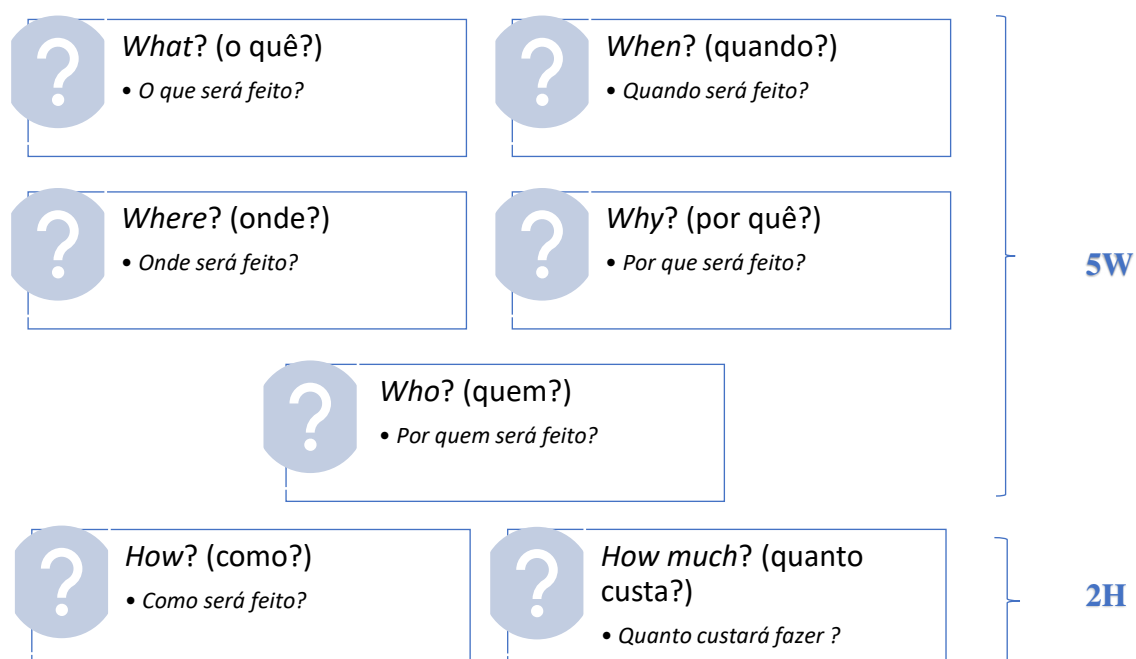 What? (o quê?)
• O que será feito?
When? (quando?)
• Quando será feito?
Where? (onde?)
• Onde será feito?
Why? (por quê?)
• Por que será feito?
5W
Who? (quem?)
• Por quem será feito?
How? (como?)
• Como será feito?
How much? (quanto
custa?)
• Quanto custará fazer ?
2H